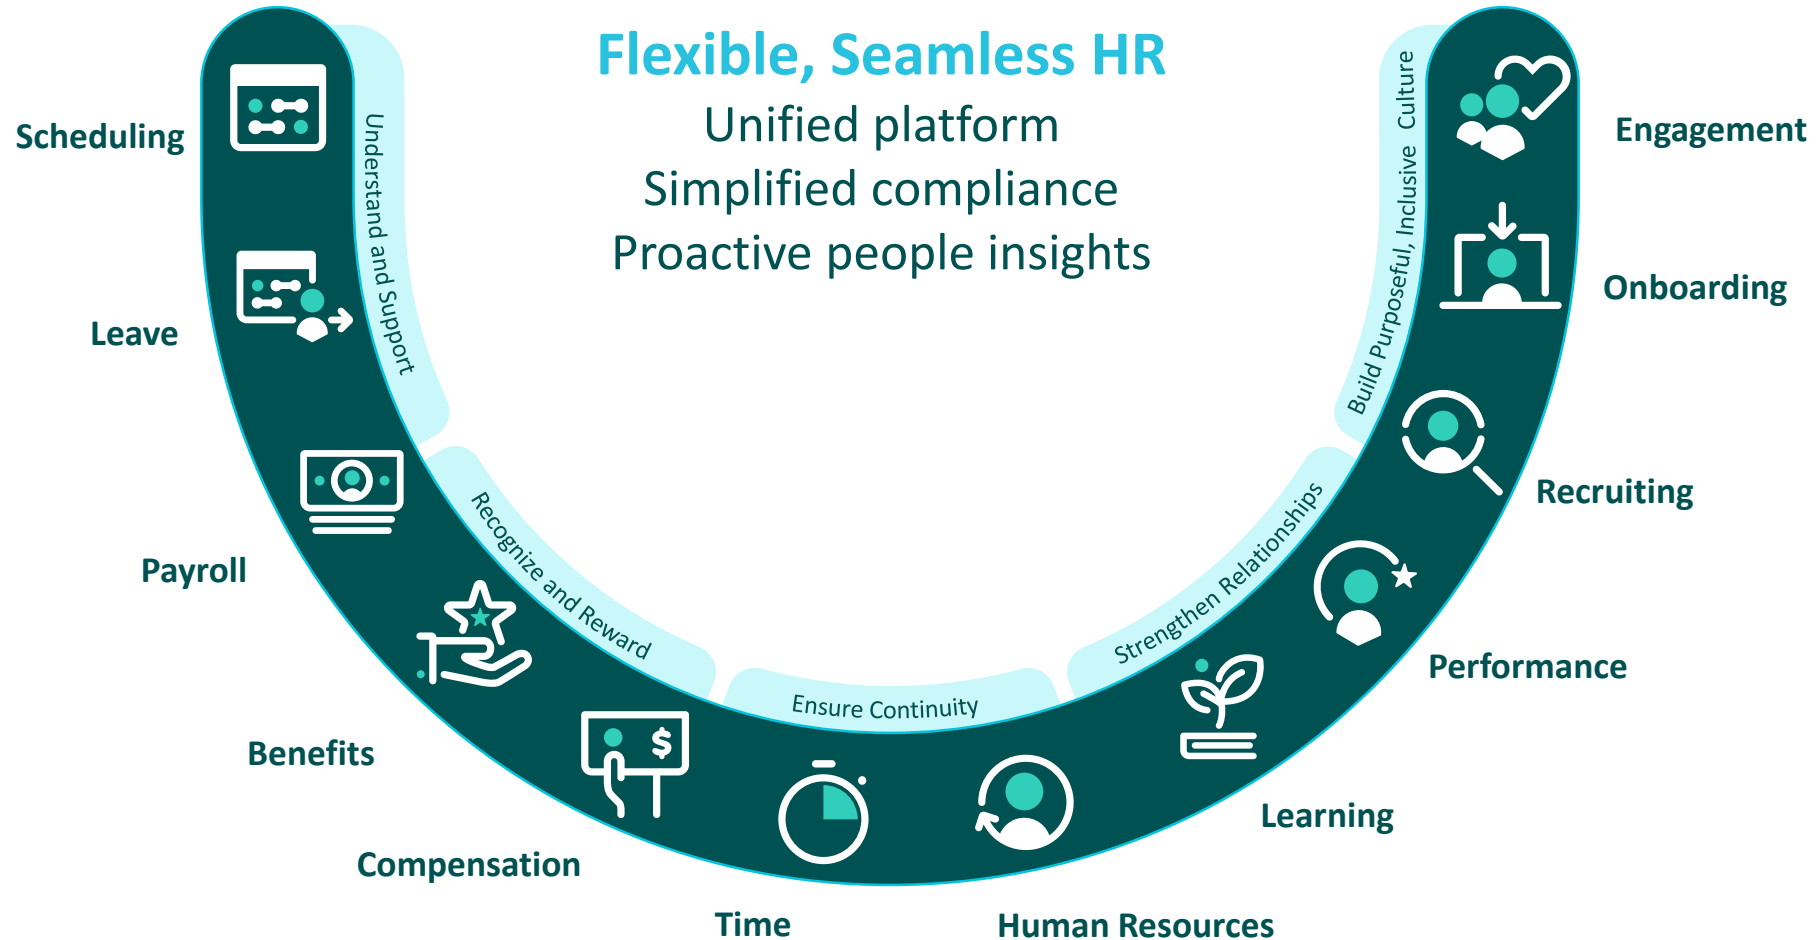 Flexible, Seamless HR
Unified platform
Simplified compliance
Proactive people insights
Scheduling
Leave
Payroll
Benefits
Compensation
Time
Human Resources
Learning
Performance
Recruiting
Onboarding
Engagement
Understand and Support
Recognize and Reward
Ensure Continuity
Strengthen Relationships
Build Purposeful, Inclusive Culture
$